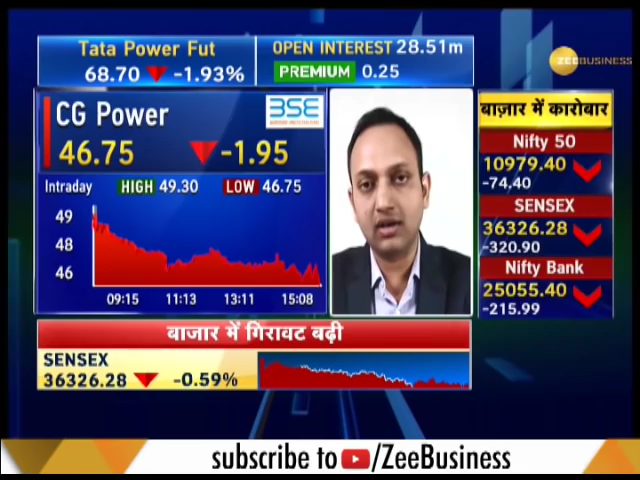 Tata Power Fut
68.70 -1.93%
OPEN INTEREST 28.51m
PREMIUM 0.25
ZEEBUSINESS
CG Power
BSE
46.75 -1.95
Intraday HIGH 49.30 LOW 46.75
49
48
46
09:15 11:13 13:11 15:08
बाज़ार में कारोबार
Nifty 50
10979.40
-74.40
SENSEX
36326.28
-320.90
Nifty Bank
25055.40
-215.99
बाजार में गिरावट बढ़ी
SENSEX
36326.28 -0.59%
subscribe to /ZeeBusiness